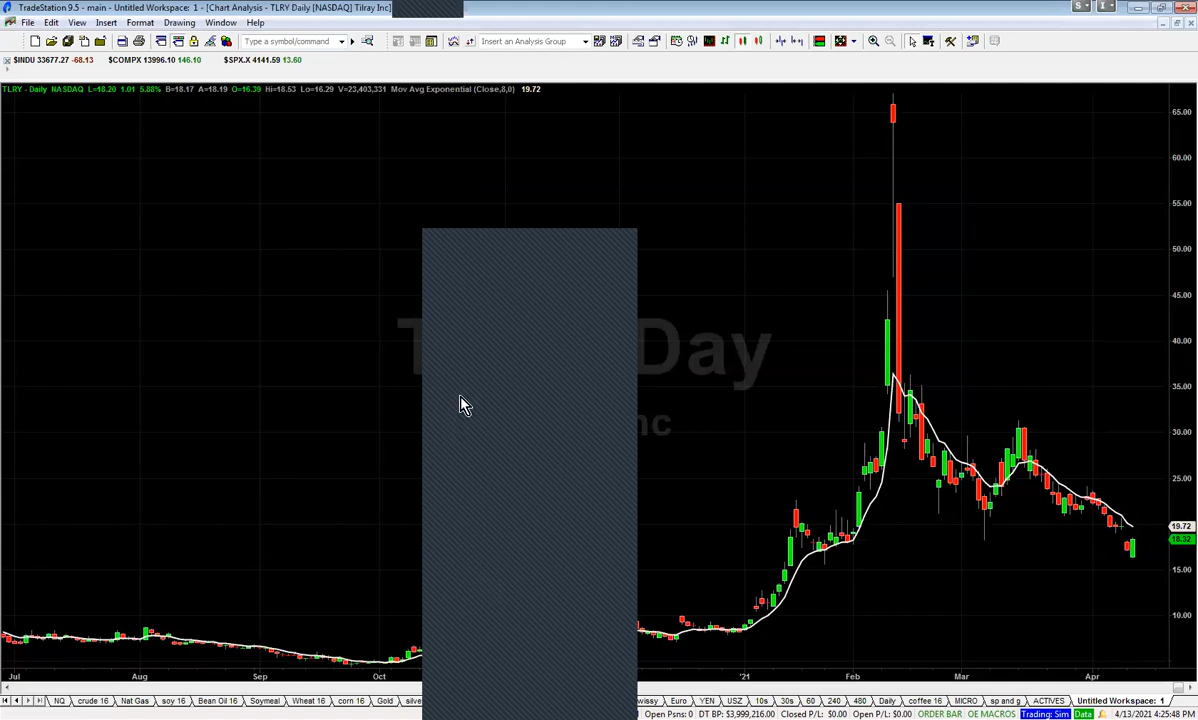 TradeStation 9.5 - main - Untitled Workspace: 1 - [Chart Analysis - TLRY Daily [NASDAQ] Tilray Inc]
File Edit View Insert Format Drawing Window Help
Type a symbol/command
Insert an Analysis Group
$INDU 33677.27 -68.13 $COMPX 13996.10 146.10 $SPX.X 4141.59 13.60
TLRY - Daily NASDAQ L=18.20 1.01 5.88% B=18.17 A=18.19 O=16.39 Hi=18.53 Lo=16.29 V=23,403,331 Mov Avg Exponential (Close,8,0) 19.72
65.00
60.00
55.00
50.00
45.00
40.00
35.00
30.00
25.00
19.72
18.32
15.00
10.00
Day
Jul Aug Sep Oct '21 Feb Mar Apr
NQ crude 16 Nat Gas soy 16 Bean Oil 16 Soymeal Wheat 16 corn 16 Gold Euro YEN USZ 10s 30s 60 240 480 Daily coffee 16 MICRO sp and g ACTIVES Untitled Workspace: 1
Open Psns: 0 DT BP: $3,999,216.00 Closed P/L: $0.00 Open P/L: $0.00 ORDER BAR OE MACROS Trading: Sim Data 4/13/2021 4:25:48 PM